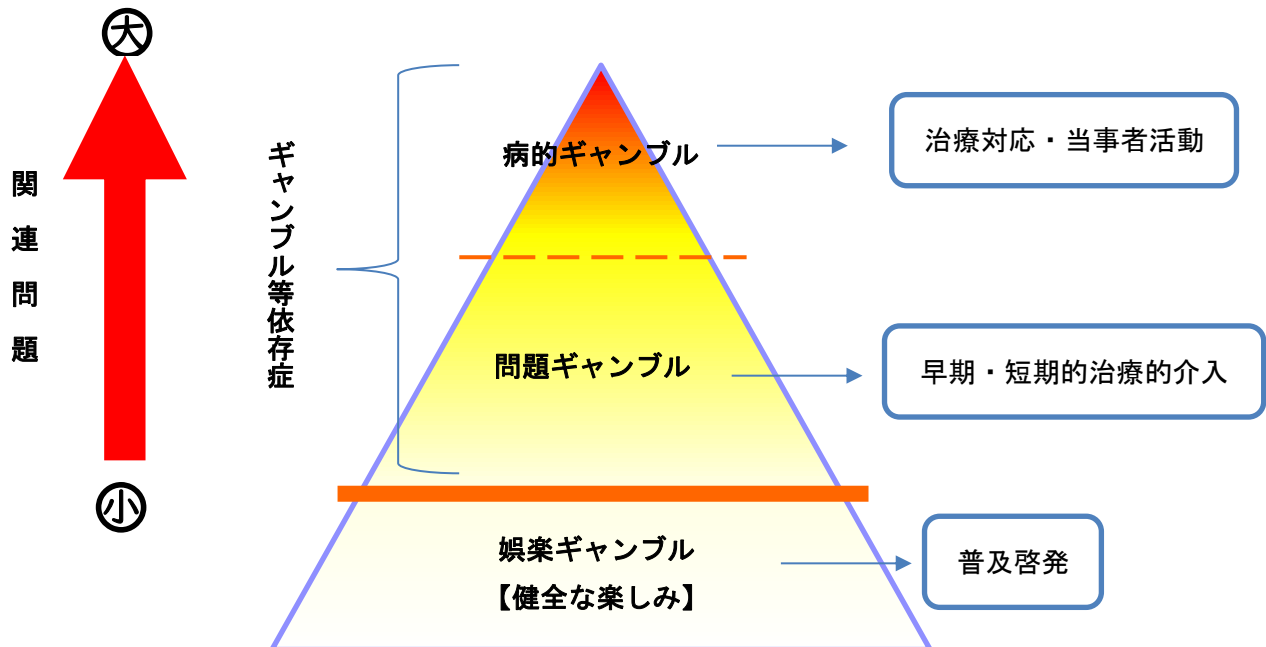 大
関連問題
小
ギャンブル等依存症
病的ギャンブル
治療対応・当事者活動
問題ギャンブル
早期・短期的治療的介入
娯楽ギャンブル
【健全な楽しみ】
普及啓発